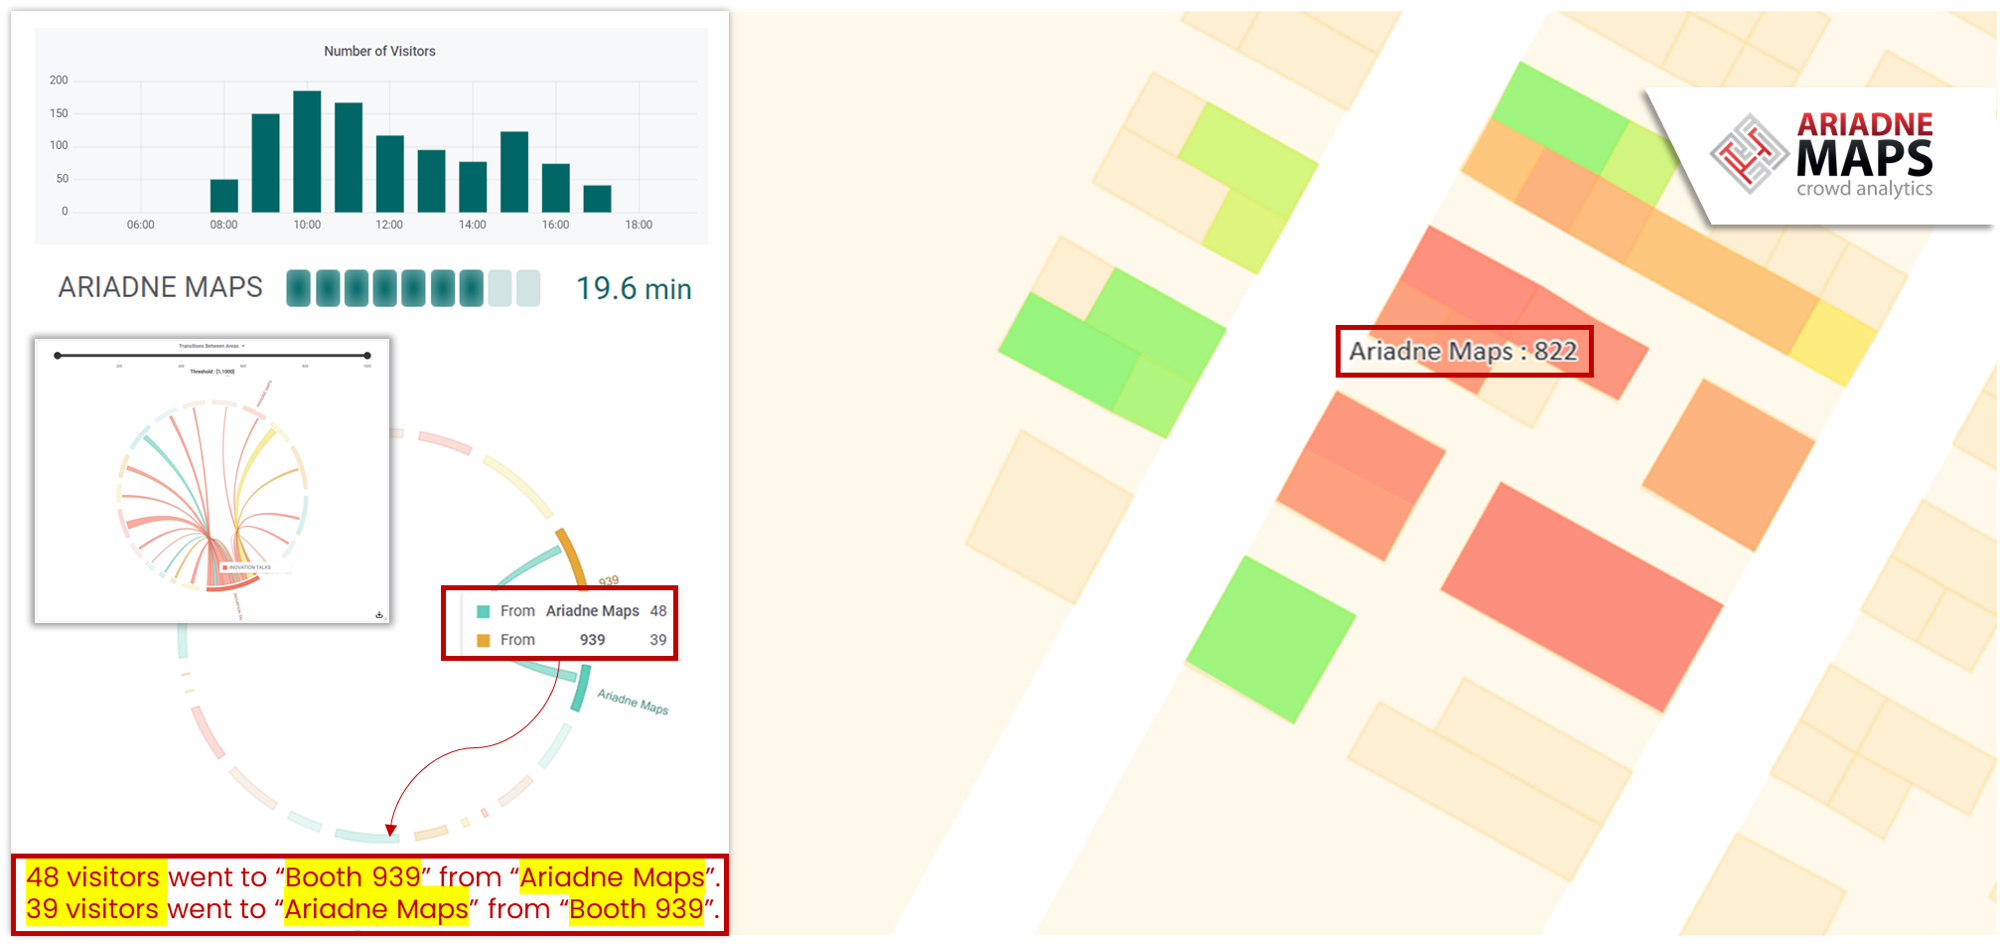 Number of Visitors
200
150
100
50
0
06:00 08:00 10:00 12:00 14:00 16:00 18:00
ARIADNE MAPS 19.6 min
Transitions Between Areas
Threshold : [1,1000]
ARIADNE MAPS
INOVATION TALKS
939
From Ariadne Maps 48
From 939 39
Ariadne Maps
48 visitors went to “Booth 939” from “Ariadne Maps”.
39 visitors went to “Ariadne Maps” from “Booth 939”.
Ariadne Maps : 822
ARIADNE
MAPS
crowd analytics